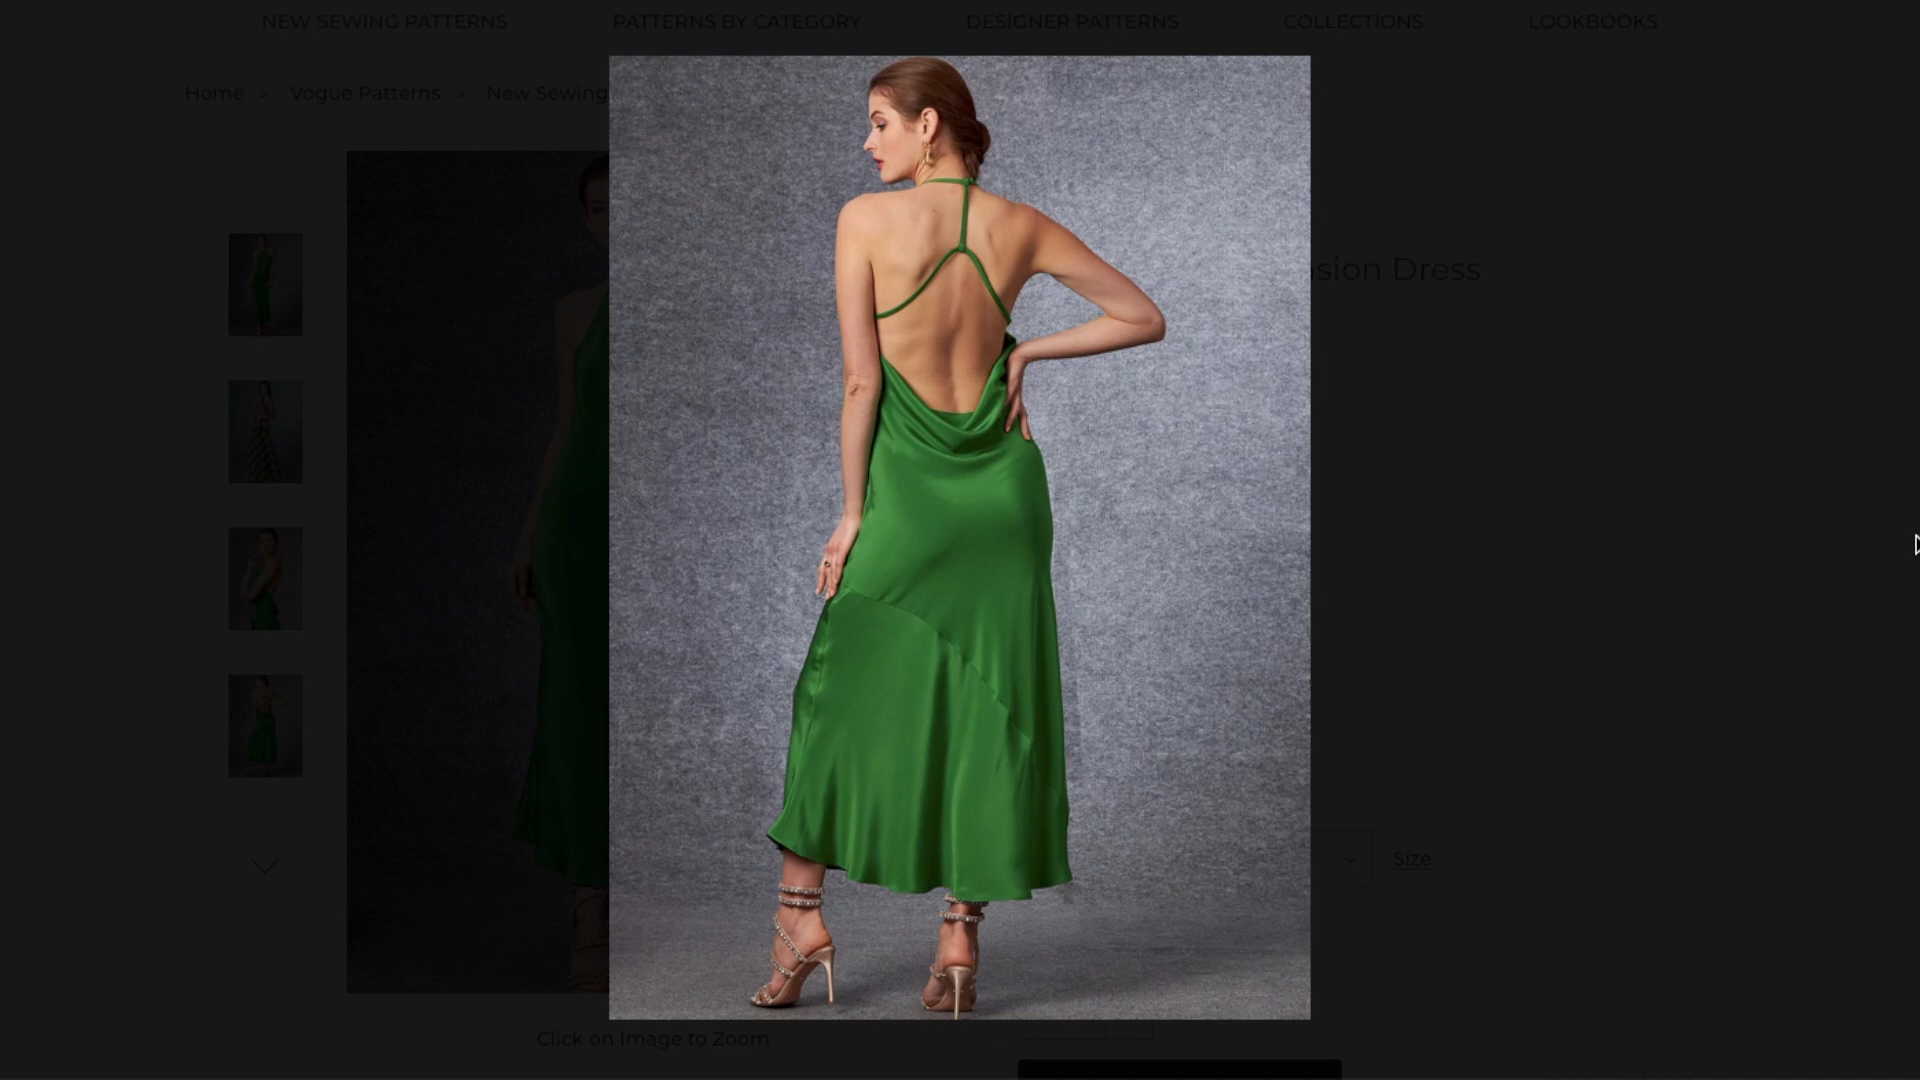 NEW SEWING PATTERNS PATTERNS BY CATEGORY DESIGNER PATTERNS COLLECTIONS LOOKBOOKS
Home > Vogue Patterns > New Sewing
sion Dress
Size
Click on Image to Zoom